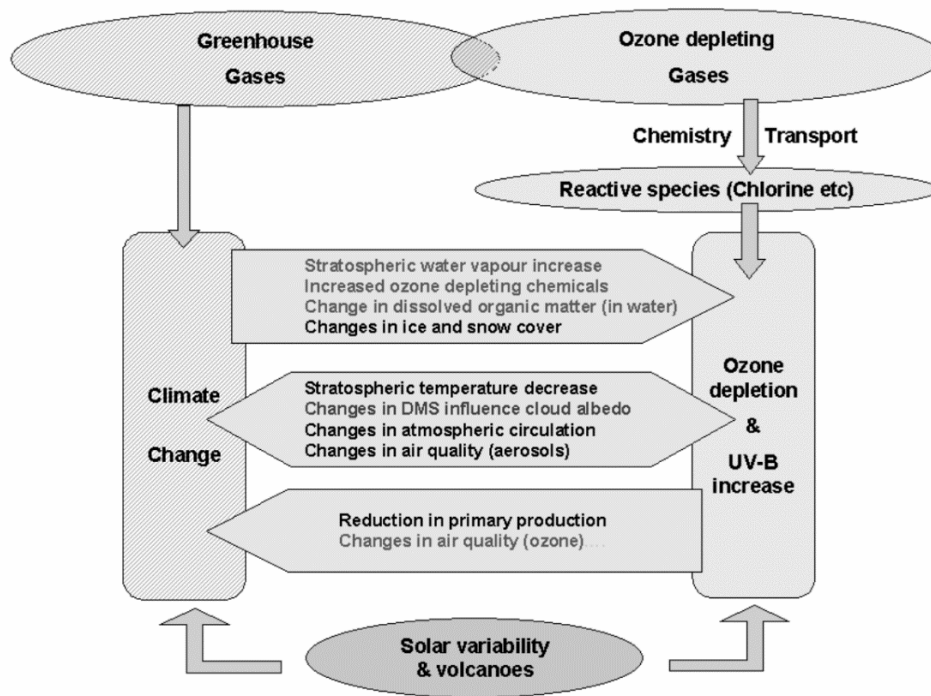 Greenhouse
Gases
Ozone depleting
Gases
Chemistry
Transport
Reactive species (Chlorine etc)
Stratospheric water vapour increase
Increased ozone depleting chemicals
Change in dissolved organic matter (in water)
Changes in ice and snow cover
Climate
Change
Stratospheric temperature decrease
Changes in DMS influence cloud albedo
Changes in atmospheric circulation
Changes in air quality (aerosols)
Ozone
depletion
&
UV-B
increase
Reduction in primary production
Changes in air quality (ozone)....
Solar variability
& volcanoes